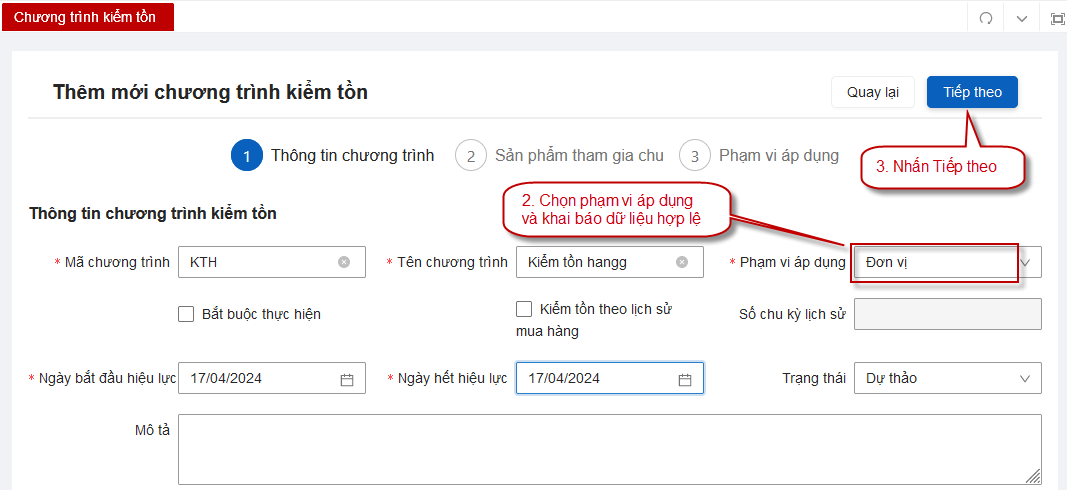 Chương trình kiểm tồn
Thêm mới chương trình kiểm tồn
Quay lại
Tiếp theo
1 Thông tin chương trình
2 Sản phẩm tham gia chu
3 Phạm vi áp dụng
3. Nhấn Tiếp theo
2. Chọn phạm vi áp dụng
và khai báo dữ liệu hợp lệ
Thông tin chương trình kiểm tồn
* Mã chương trình KTH
* Tên chương trình Kiểm tồn hangg
* Phạm vi áp dụng Đơn vị
Bắt buộc thực hiện
Kiểm tồn theo lịch sử
mua hàng
Số chu kỳ lịch sử
* Ngày bắt đầu hiệu lực 17/04/2024
* Ngày hết hiệu lực 17/04/2024
Trạng thái Dự thảo
Mô tả